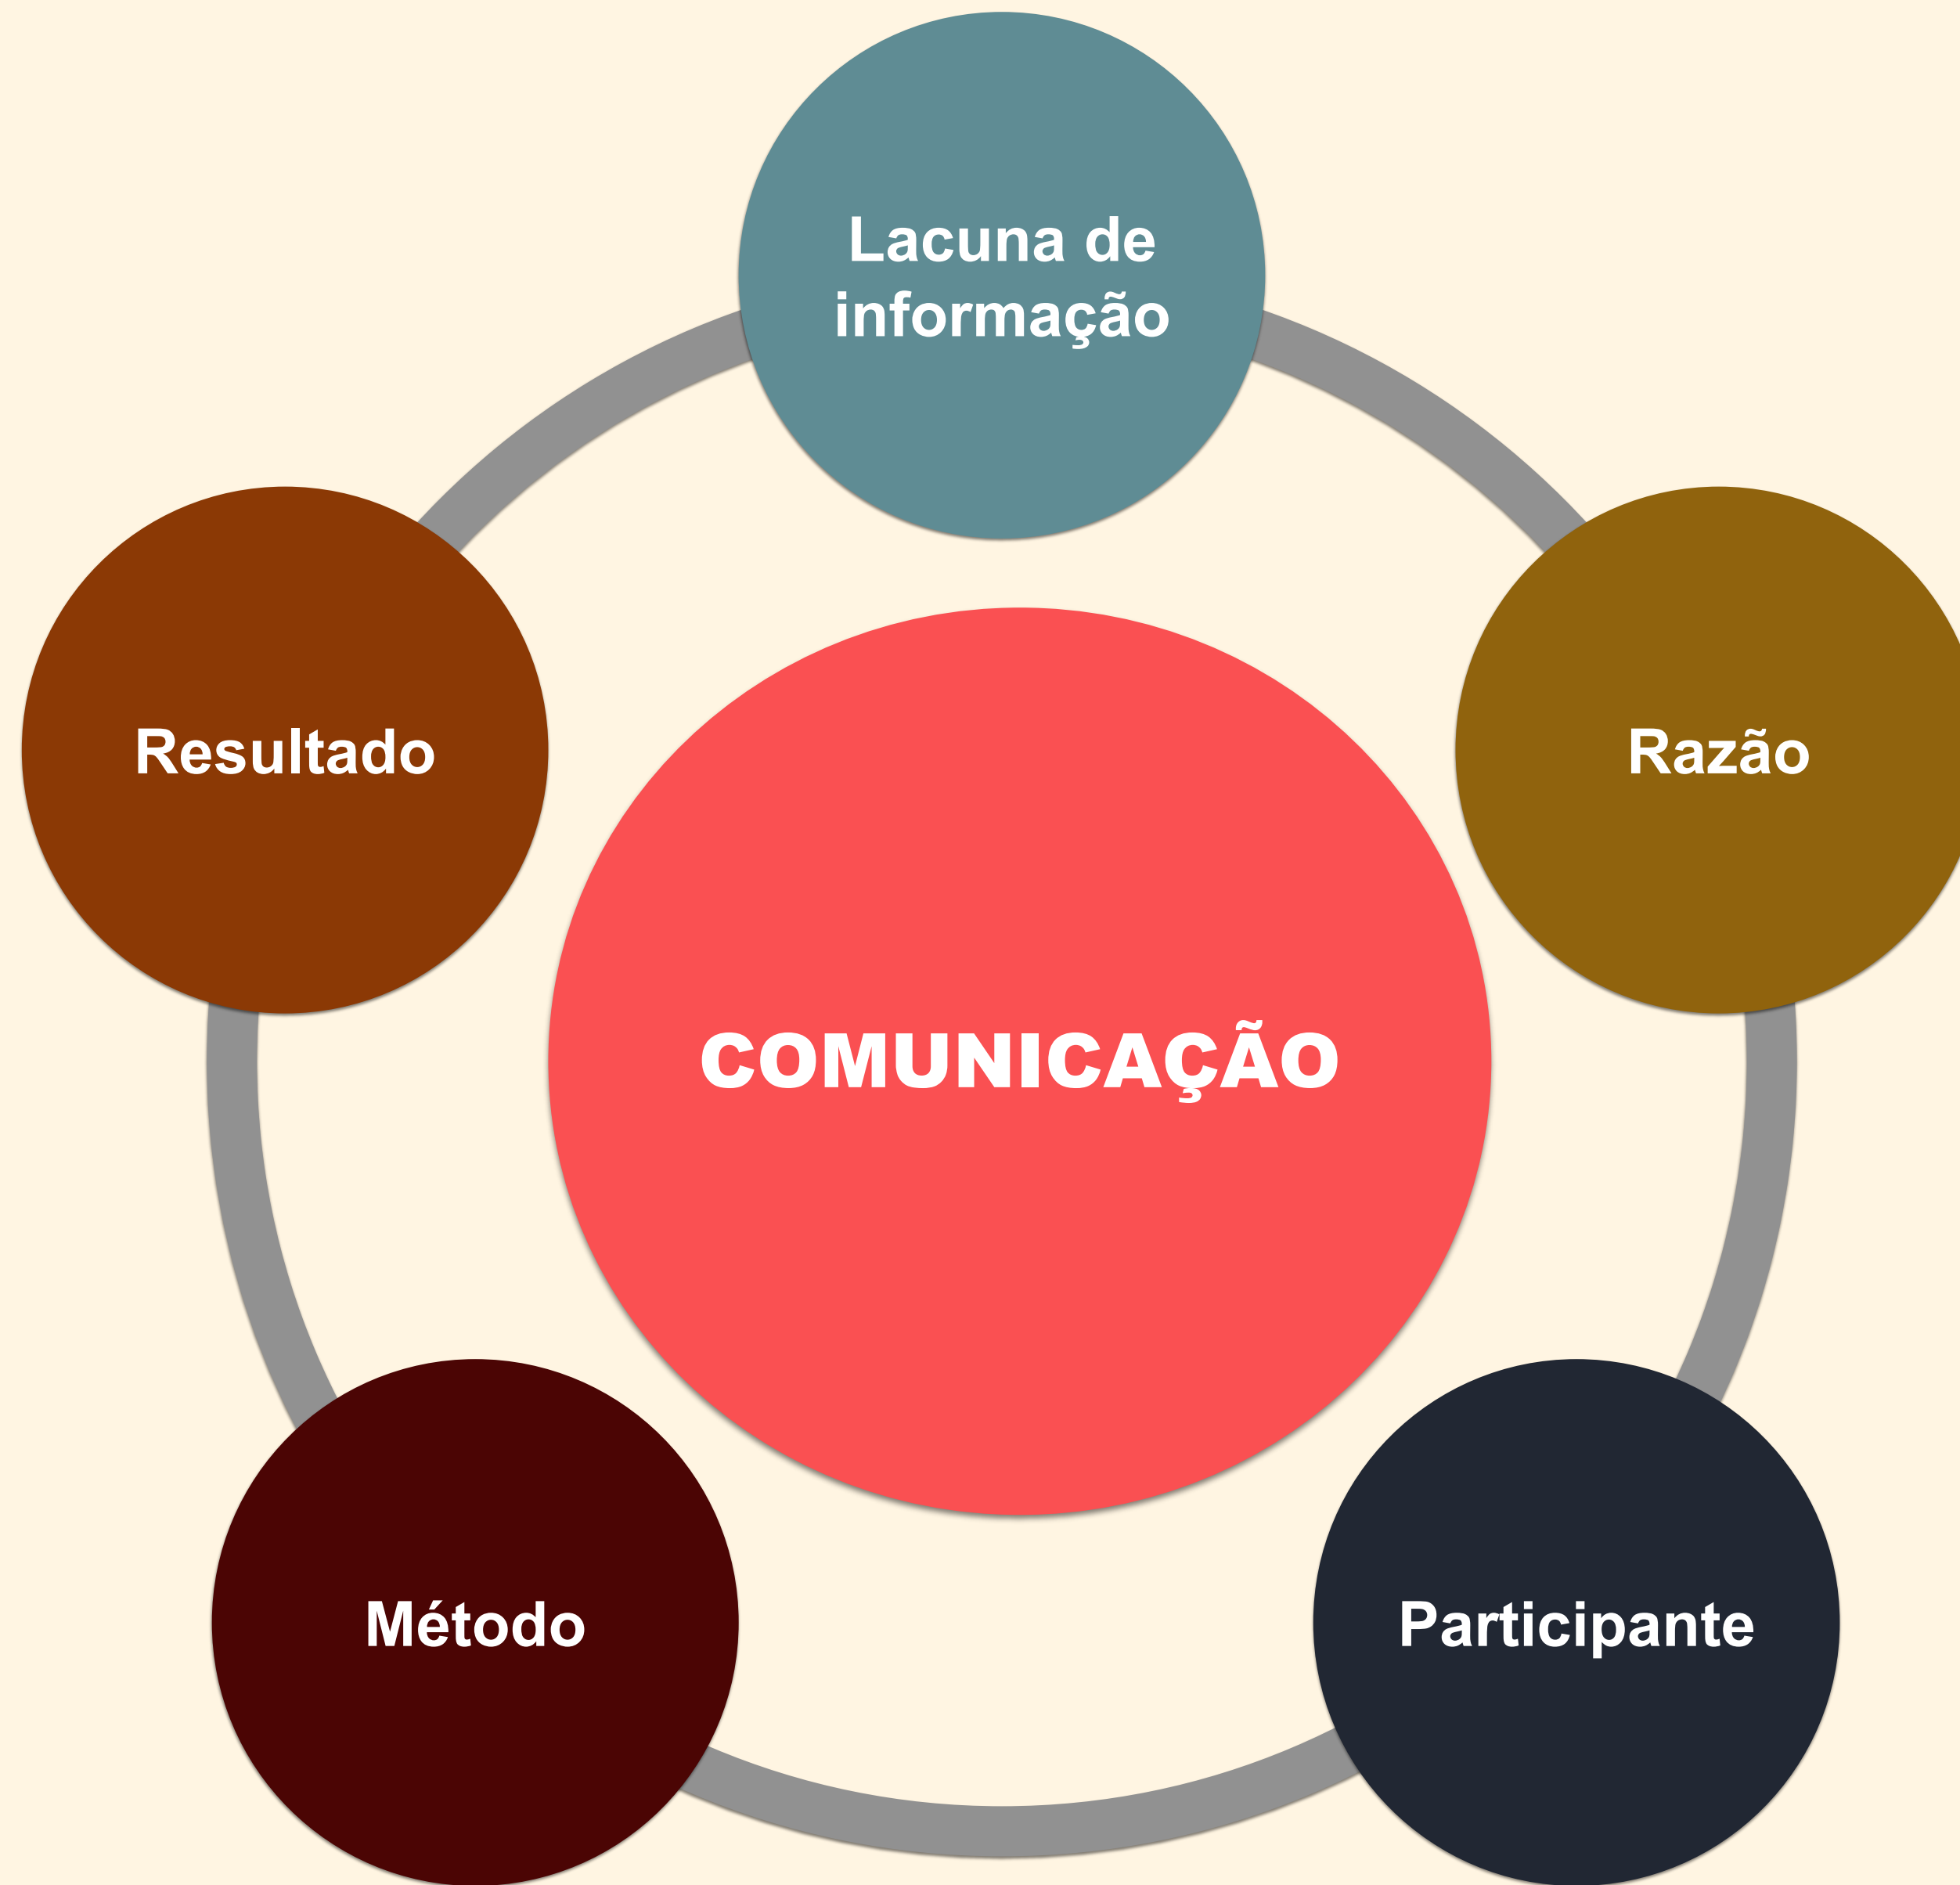 Lacuna de
informação
Resultado
Razão
COMUNICAÇÃO
Método
Participante